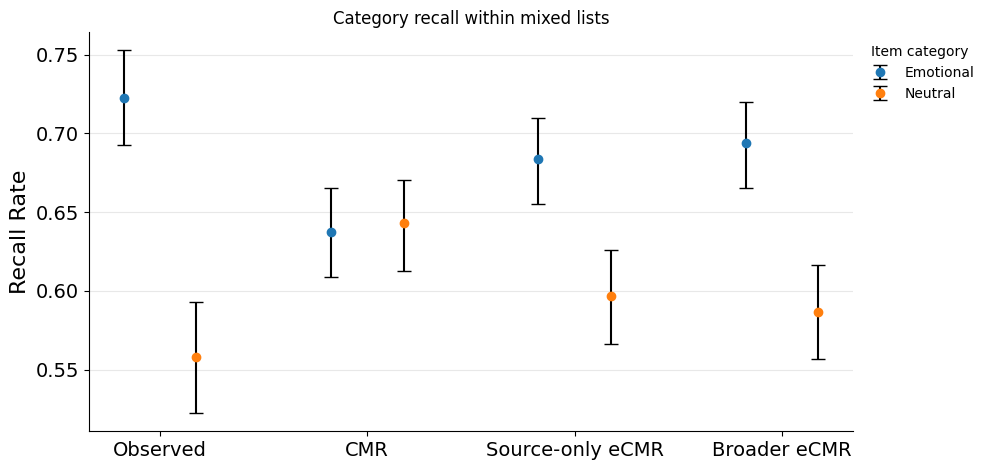 Category recall within mixed lists
Recall Rate
0.75
0.70
0.65
0.60
0.55
Observed
CMR
Source-only eCMR
Broader eCMR
Item category
Emotional
Neutral